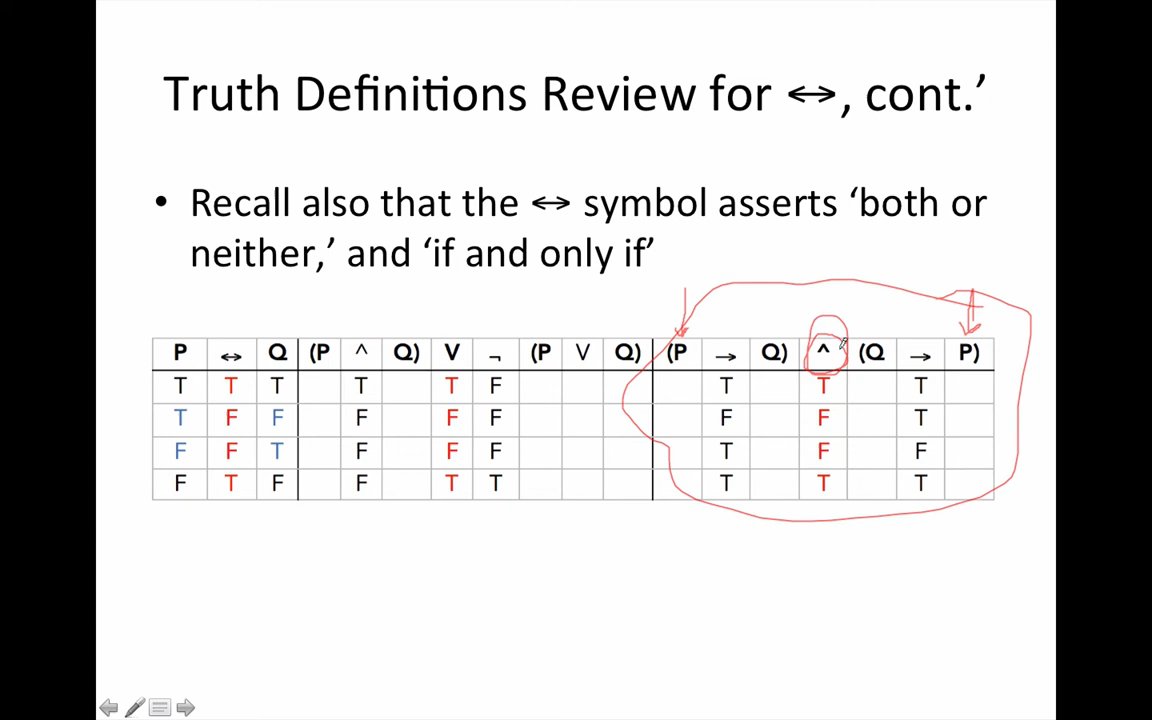 Truth Definitions Review for ↔, cont.’
• Recall also that the ↔ symbol asserts ‘both or
neither,’ and ‘if and only if’
P ↔ Q (P ^ Q) V ¬ (P V Q) (P → Q) ^ (Q → P)
T T T T T F T T T
T F F F F F F F T
F F T F F F T F F
F T F F T T T T T